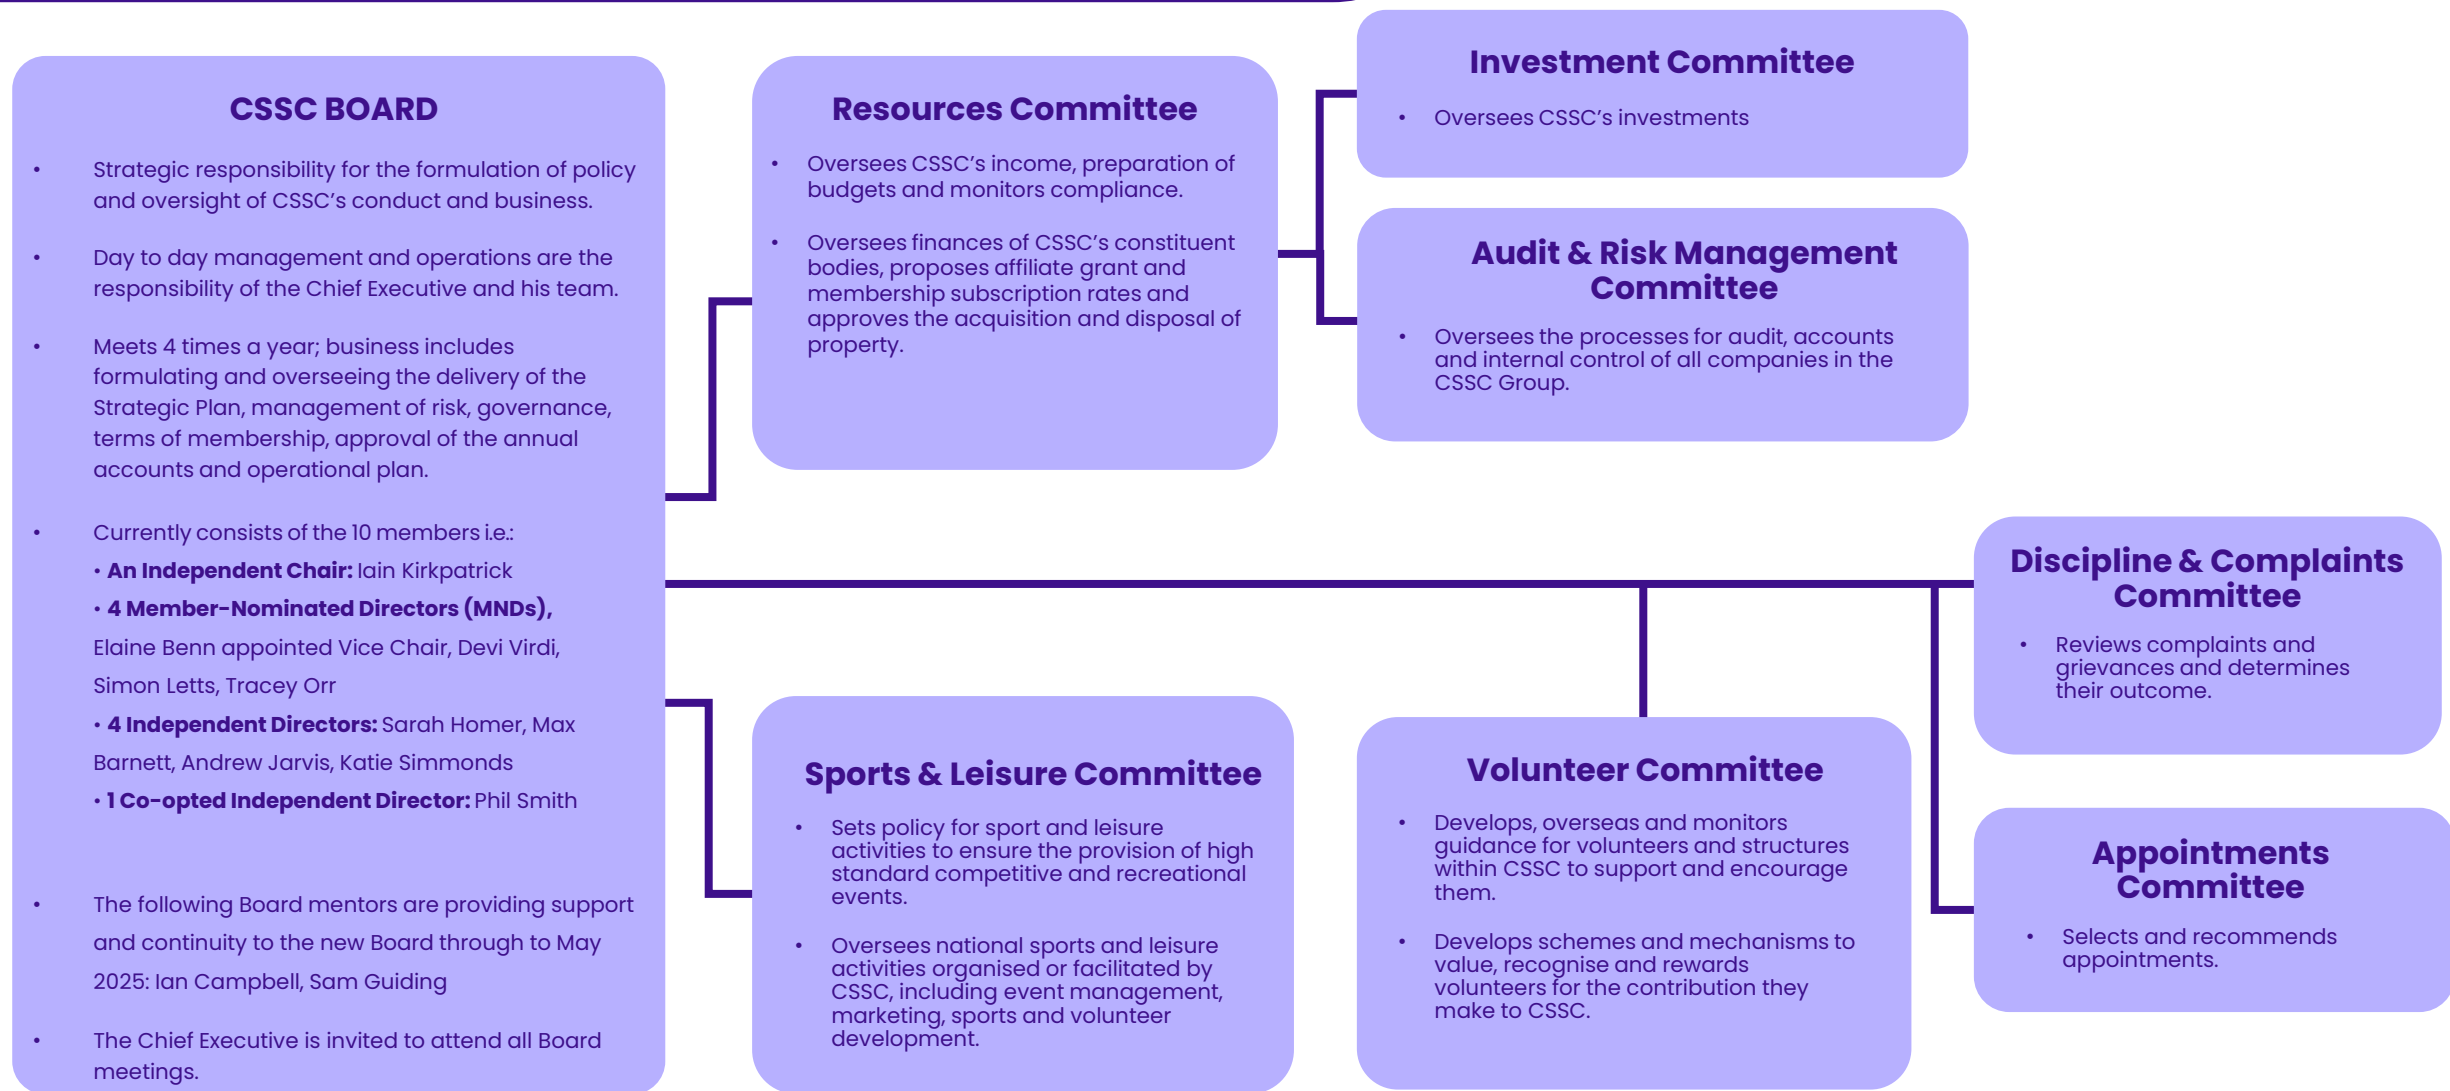 CSSC BOARD
• Strategic responsibility for the formulation of policy
and oversight of CSSC’s conduct and business.
• Day to day management and operations are the
responsibility of the Chief Executive and his team.
• Meets 4 times a year; business includes
formulating and overseeing the delivery of the
Strategic Plan, management of risk, governance,
terms of membership, approval of the annual
accounts and operational plan.
• Currently consists of the 10 members i.e.:
• An Independent Chair: Iain Kirkpatrick
• 4 Member-Nominated Directors (MNDs),
Elaine Benn appointed Vice Chair, Devi Virdi,
Simon Letts, Tracey Orr
• 4 Independent Directors: Sarah Homer, Max
Barnett, Andrew Jarvis, Katie Simmonds
• 1 Co-opted Independent Director: Phil Smith
• The following Board mentors are providing support
and continuity to the new Board through to May
2025: Ian Campbell, Sam Guiding
• The Chief Executive is invited to attend all Board
meetings.
Resources Committee
• Oversees CSSC’s income, preparation of
budgets and monitors compliance.
• Oversees finances of CSSC’s constituent
bodies, proposes affiliate grant and
membership subscription rates and
approves the acquisition and disposal of
property.
Investment Committee
• Oversees CSSC’s investments
Audit & Risk Management
Committee
• Oversees the processes for audit, accounts
and internal control of all companies in the
CSSC Group.
Sports & Leisure Committee
• Sets policy for sport and leisure
activities to ensure the provision of high
standard competitive and recreational
events.
• Oversees national sports and leisure
activities organised or facilitated by
CSSC, including event management,
marketing, sports and volunteer
development.
Volunteer Committee
• Develops, overseas and monitors
guidance for volunteers and structures
within CSSC to support and encourage
them.
• Develops schemes and mechanisms to
value, recognise and rewards
volunteers for the contribution they
make to CSSC.
Discipline & Complaints
Committee
• Reviews complaints and
grievances and determines
their outcome.
Appointments
Committee
• Selects and recommends
appointments.